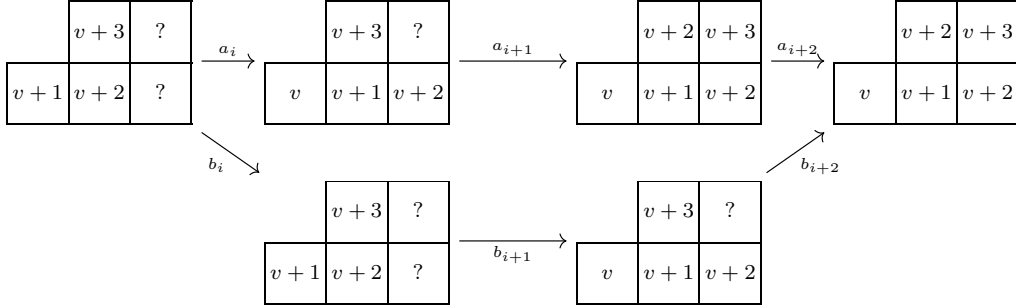 v + 3 ? v + 3 ? v + 2 v + 3 v + 2 v + 3
a_i a_{i+1} a_{i+2}
v + 1 v + 2 ? v v + 1 v + 2 v v + 1 v + 2 v v + 1 v + 2
b_i b_{i+2}
v + 3 ? v + 3 ?
b_{i+1}
v + 1 v + 2 ? v v + 1 v + 2